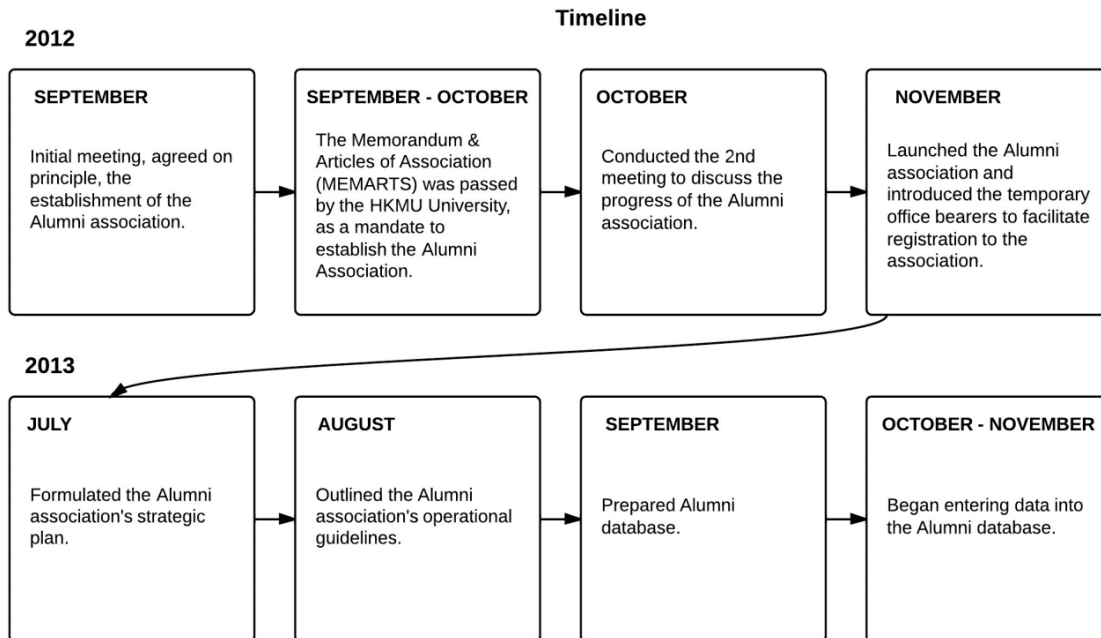 Timeline
2012
SEPTEMBER
Initial meeting, agreed on
principle, the
establishment of the
Alumni association.
SEPTEMBER - OCTOBER
The Memorandum &
Articles of Association
(MEMARTS) was passed
by the HKMU University,
as a mandate to
establish the Alumni
Association.
OCTOBER
Conducted the 2nd
meeting to discuss the
progress of the Alumni
association.
NOVEMBER
Launched the Alumni
association and
introduced the temporary
office bearers to facilitate
registration to the
association.
2013
JULY
Formulated the Alumni
association's strategic
plan.
AUGUST
Outlined the Alumni
association's operational
guidelines.
SEPTEMBER
Prepared Alumni
database.
OCTOBER - NOVEMBER
Began entering data into
the Alumni database.